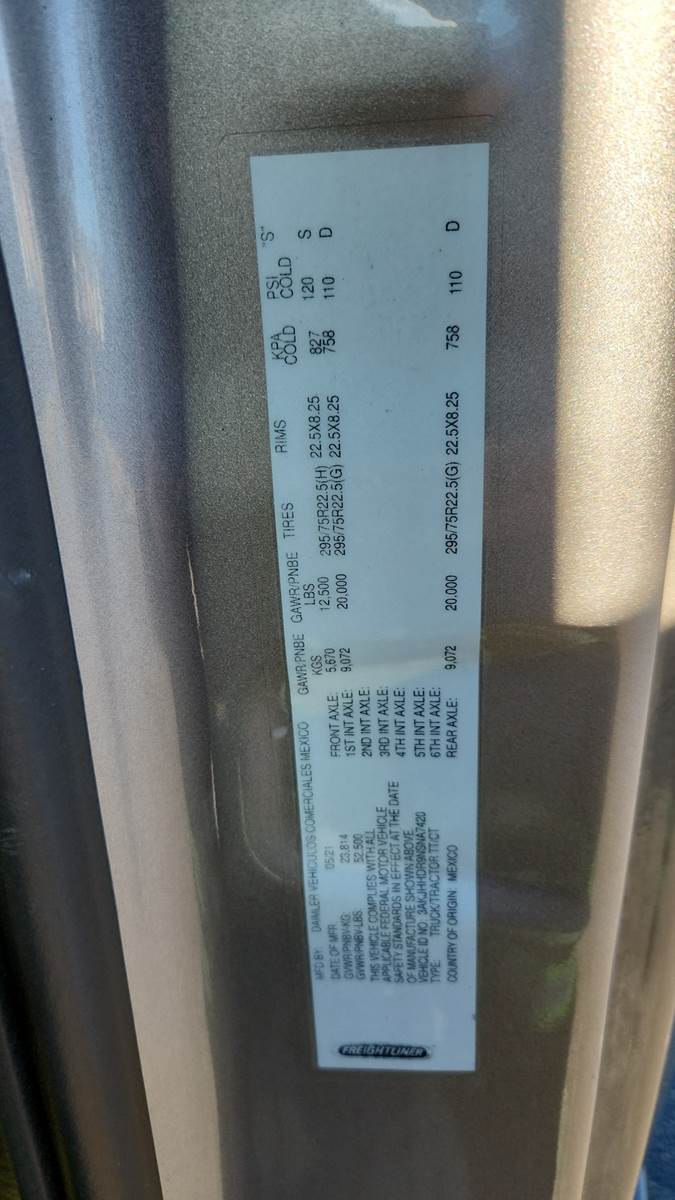 FREIGHTLINER
MFD BY: DAIMLER VEHICULOS COMERCIALES MEXICO
DATE OF MFR: 05/21
GVWR/PNBV-KG: 23,814
GVWR/PNBV-LBS: 52,500
THIS VEHICLE COMPLIES WITH ALL
APPLICABLE FEDERAL MOTOR VEHICLE
SAFETY STANDARDS IN EFFECT AT THE DATE
OF MANUFACTURE SHOWN ABOVE.
VEHICLE ID NO.: 3AKJHHDR9NSNA7420
TYPE: TRUCK/TRACTOR TT/CT
COUNTRY OF ORIGIN: MEXICO
GAWR/PNBE GAWR/PNBE TIRES RIMS KPA PSI "S"
KGS LBS COLD COLD
FRONT AXLE: 5,670 12,500 295/75R22.5(H) 22.5X8.25 827 120 S
1ST INT AXLE: 9,072 20,000 295/75R22.5(G) 22.5X8.25 758 110 D
2ND INT AXLE:
3RD INT AXLE:
4TH INT AXLE:
5TH INT AXLE:
6TH INT AXLE:
REAR AXLE: 9,072 20,000 295/75R22.5(G) 22.5X8.25 758 110 D